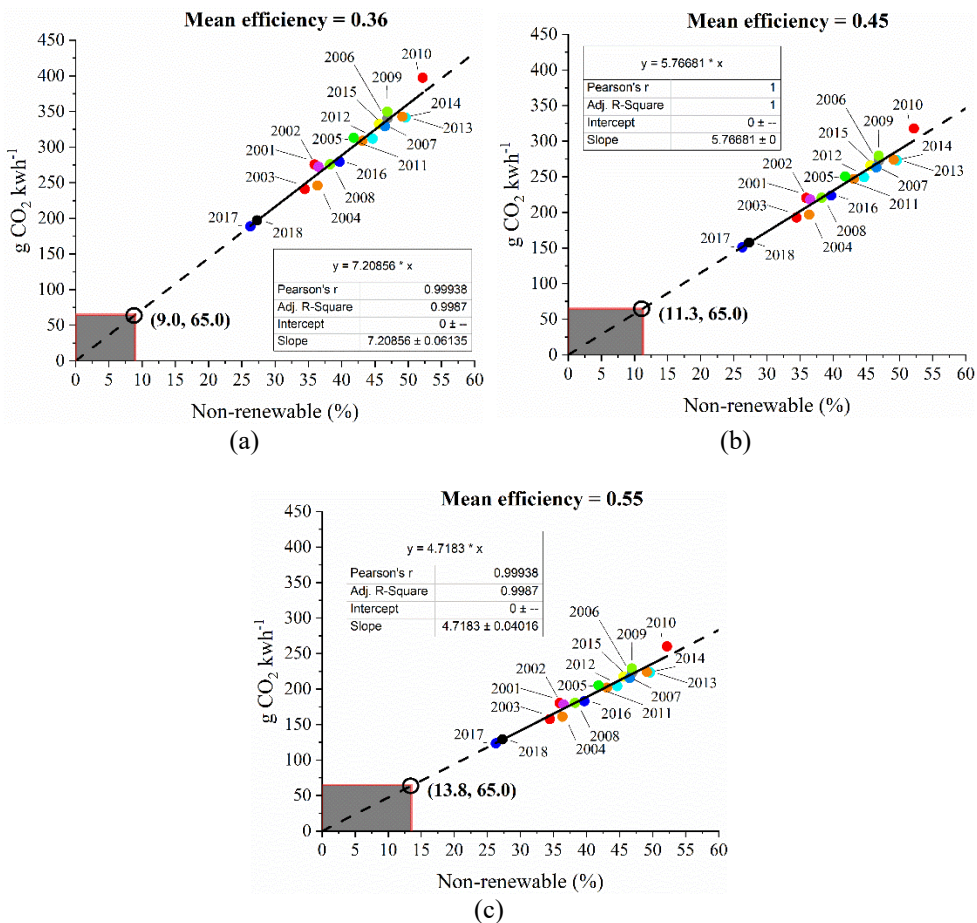 Mean efficiency = 0.36
450
400
350
300
250
200
150
100
50
0
g CO2 kwh-1
2010
2006
2009
2015
2014
2012
2013
2002
2005
2007
2001
2011
2003
2016
2008
2004
2017
2018
y = 7.20856 * x
Pearson's r 0.99938
Adj. R-Square 0.9987
Intercept 0 ± --
Slope 7.20856 ± 0.06135
(9.0, 65.0)
0 5 10 15 20 25 30 35 40 45 50 55 60
Non-renewable (%)
(a)
Mean efficiency = 0.45
450
400
350
300
250
200
150
100
50
0
g CO2 kwh-1
y = 5.76681 * x
Pearson's r 1
Adj. R-Square 1
Intercept 0 ± --
Slope 5.76681 ± 0
2006
2009
2010
2015
2014
2012
2013
2002
2005
2007
2001
2011
2003
2016
2008
2004
2017
2018
(11.3, 65.0)
0 5 10 15 20 25 30 35 40 45 50 55 60
Non-renewable (%)
(b)
Mean efficiency = 0.55
450
400
350
300
250
200
150
100
50
0
g CO2 kwh-1
y = 4.7183 * x
Pearson's r 0.99938
Adj. R-Square 0.9987
Intercept 0 ± --
Slope 4.7183 ± 0.04016
2006
2009
2010
2015
2014
2012
2013
2002
2005
2007
2001
2011
2003
2016
2008
2004
2017
2018
(13.8, 65.0)
0 5 10 15 20 25 30 35 40 45 50 55 60
Non-renewable (%)
(c)